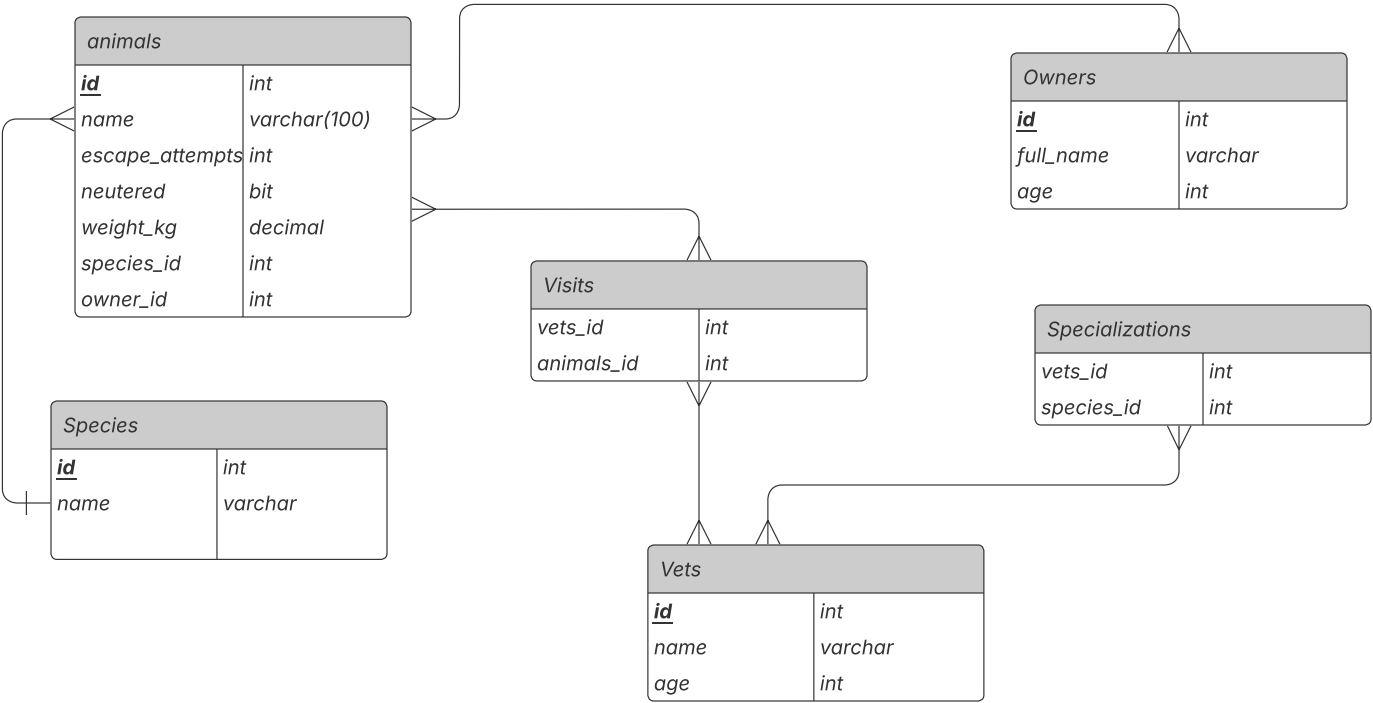 animals
id int
name varchar(100)
escape_attempts int
neutered bit
weight_kg decimal
species_id int
owner_id int
Owners
id int
full_name varchar
age int
Visits
vets_id int
animals_id int
Specializations
vets_id int
species_id int
Species
id int
name varchar
Vets
id int
name varchar
age int